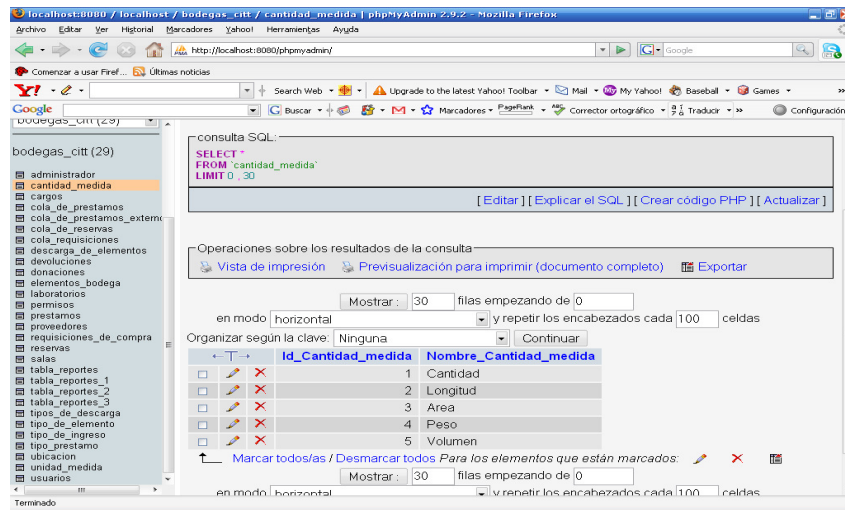 localhost:8080 / localhost / bodegas_citt / cantidad_medida | phpMyAdmin 2.9.2 - Mozilla Firefox
Archivo Editar Ver Historial Marcadores Yahoo! Herramientas Ayuda
http://localhost:8080/phpmyadmin/ G Google
Comenzar a usar Firef... Últimas noticias
Y! Search Web Upgrade to the latest Yahoo! Toolbar Mail My Yahoo! Baseball Games »
Google G Buscar Marcadores PageRank ABC Corrector ortográfico Traducir » Configuración
bodegas_citt (29)
bodegas_citt (29)
administrador
cantidad_medida
cargos
cola_de_prestamos
cola_de_prestamos_externo
cola_de_reservas
cola_requisiciones
descarga_de_elementos
devoluciones
donaciones
elementos_bodega
laboratorios
permisos
prestamos
proveedores
requisiciones_de_compra
reservas
salas
tabla_reportes
tabla_reportes_1
tabla_reportes_2
tabla_reportes_3
tipos_de_descarga
tipo_de_elemento
tipo_de_ingreso
tipo_prestamo
ubicacion
unidad_medida
usuarios
consulta SQL:
SELECT *
FROM `cantidad_medida`
LIMIT 0 , 30
[ Editar ] [ Explicar el SQL ] [ Crear código PHP ] [ Actualizar ]
Operaciones sobre los resultados de la consulta
Vista de impresión Previsualización para imprimir (documento completo) Exportar
Mostrar : 30 filas empezando de 0
en modo horizontal y repetir los encabezados cada 100 celdas
Organizar según la clave: Ninguna Continuar
←T→ Id_Cantidad_medida Nombre_Cantidad_medida
1 Cantidad
2 Longitud
3 Area
4 Peso
5 Volumen
Marcar todos/as / Desmarcar todos Para los elementos que están marcados:
Mostrar : 30 filas empezando de 0
en modo horizontal y repetir los encabezados cada 100 celdas
Terminado